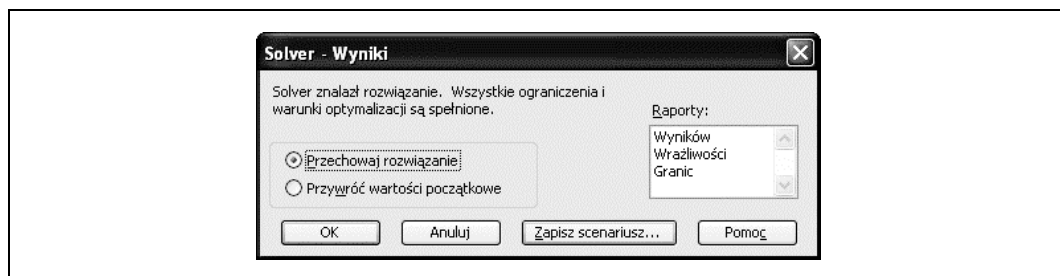 Solver - Wyniki
Solver znalazł rozwiązanie. Wszystkie ograniczenia i
warunki optymalizacji są spełnione.
Raporty:
Wyników
Wrażliwości
Granic
Przechowaj rozwiązanie
Przywróć wartości początkowe
OK
Anuluj
Zapisz scenariusz...
Pomoc